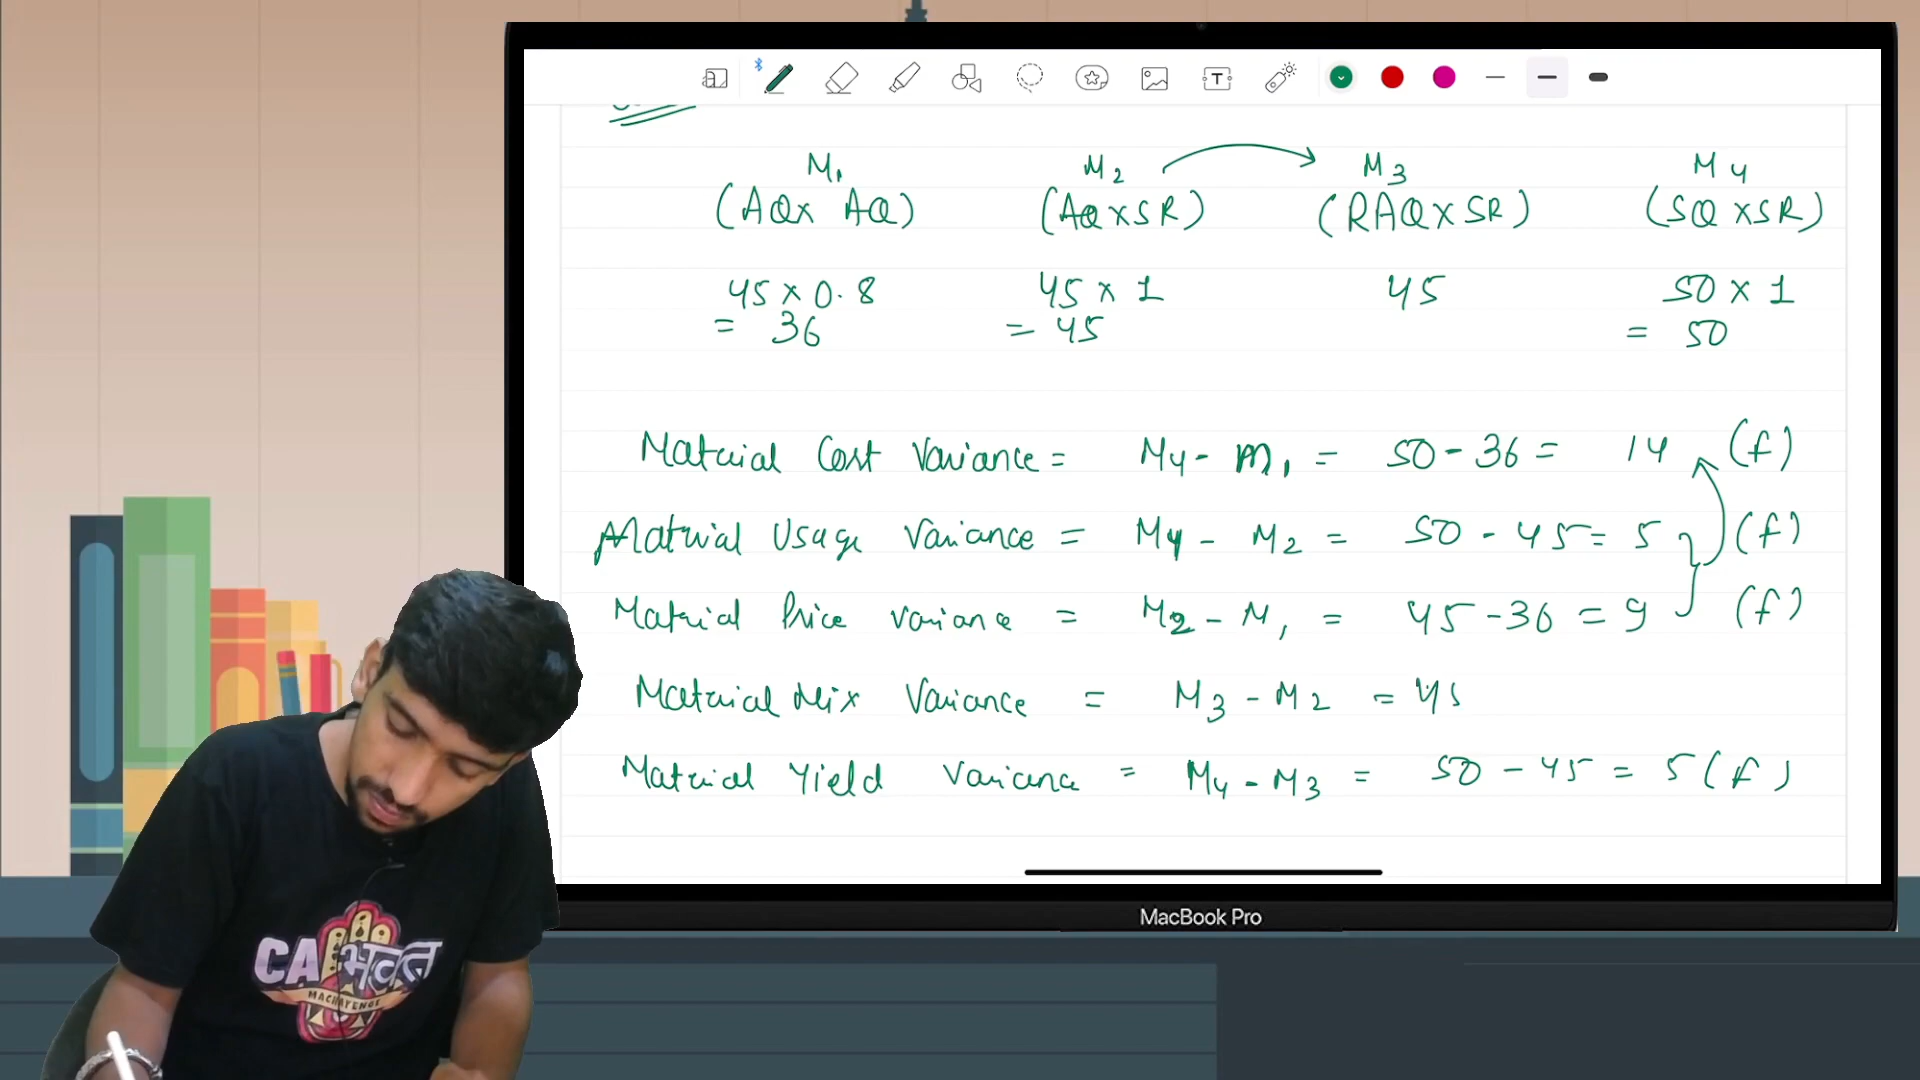 M1 M2 M3 M4
(AQx AQ) (AQ x SR) (RAQ x SR) (SQ x SR)
45 x 0.8 45 x 1 45 50 x 1
= 36 = 45 = 50
Material Cost Variance = M4 - M1 = 50 - 36 = 14 (f)
Material Usage Variance = M4 - M2 = 50 - 45 = 5 (f)
Material Price Variance = M2 - M1 = 45 - 36 = 9 (f)
Material Mix Variance = M3 - M2 = 45
Material Yield Variance = M4 - M3 = 50 - 45 = 5 (f)
MacBook Pro
CA भक्त
MACHAYENGE